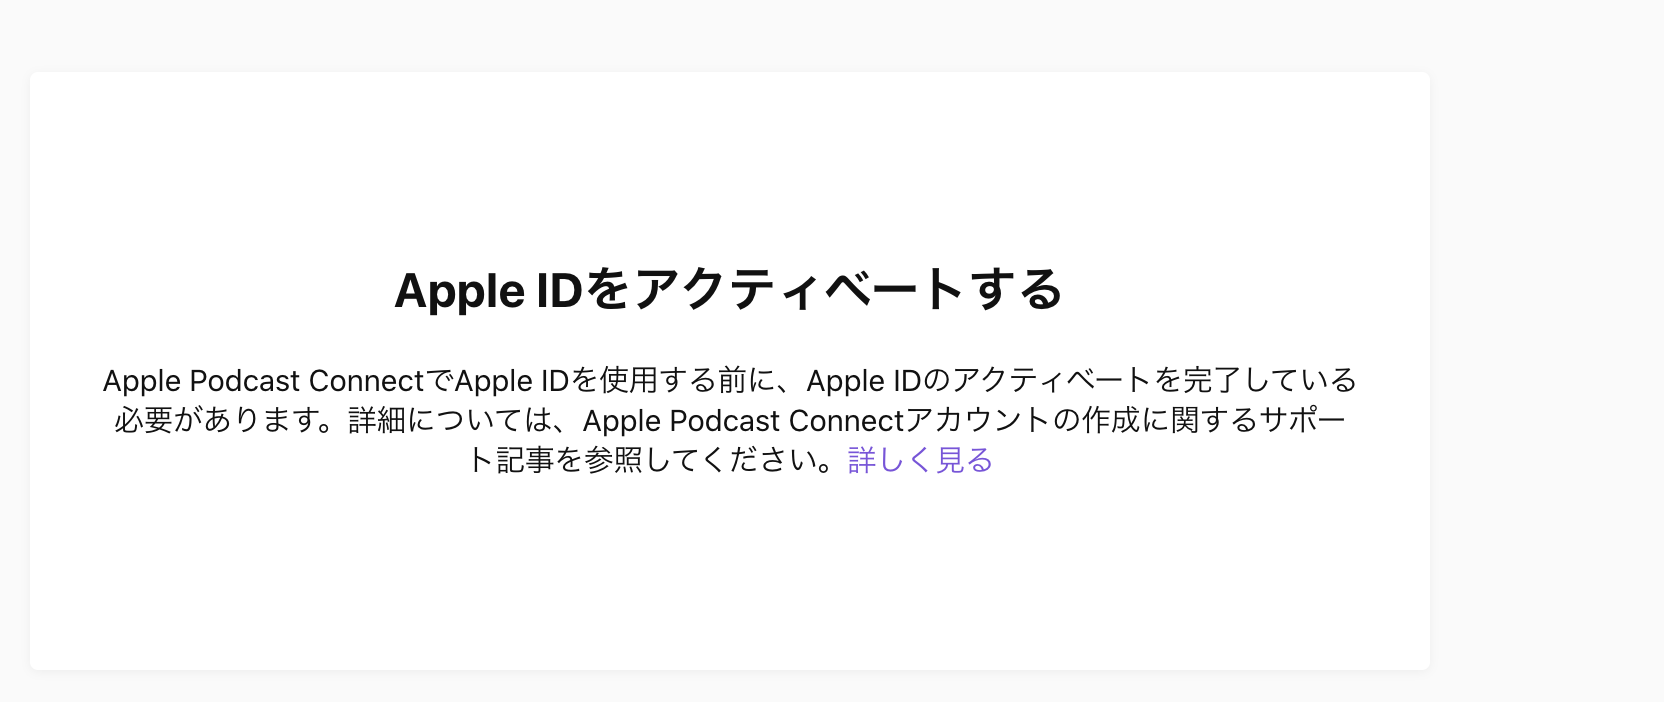 Apple IDをアクティベートする
Apple Podcast ConnectでApple IDを使用する前に、Apple IDのアクティベートを完了している
必要があります。詳細については、Apple Podcast Connectアカウントの作成に関するサポー
ト記事を参照してください。詳しく見る